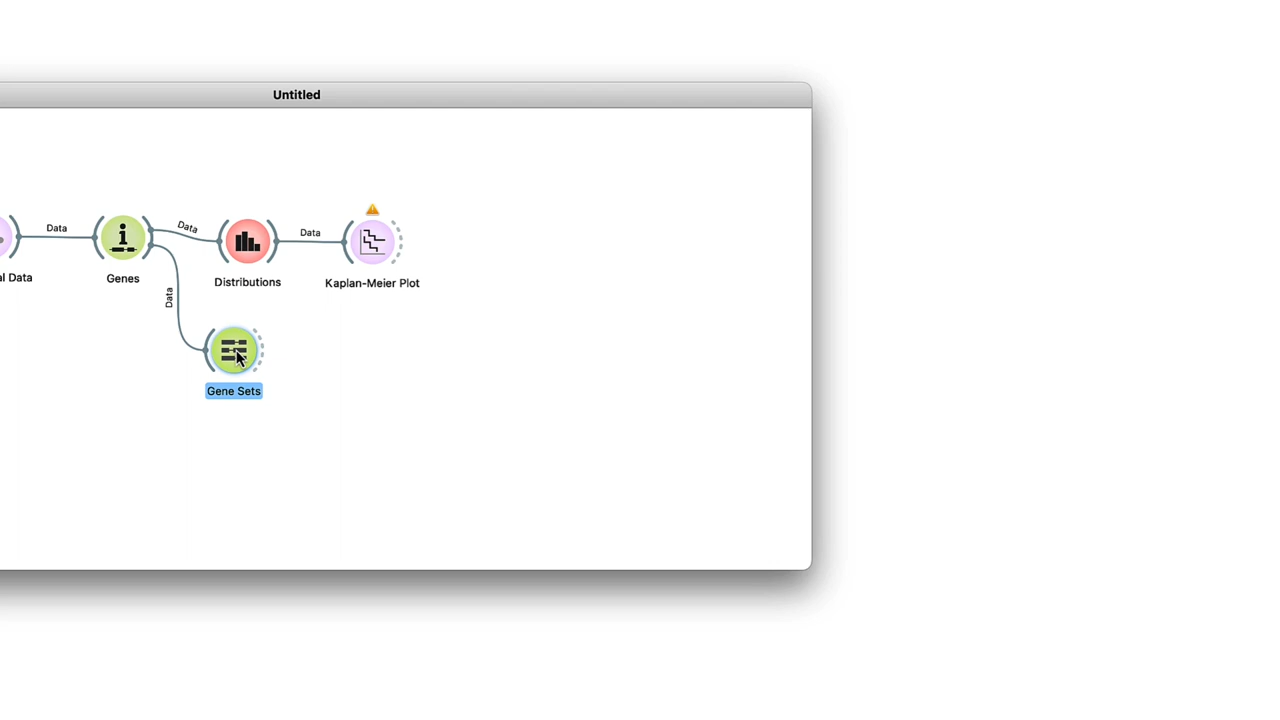 Untitled
Data
Data
Data
al Data
Genes
Distributions
Kaplan-Meier Plot
Data
Gene Sets